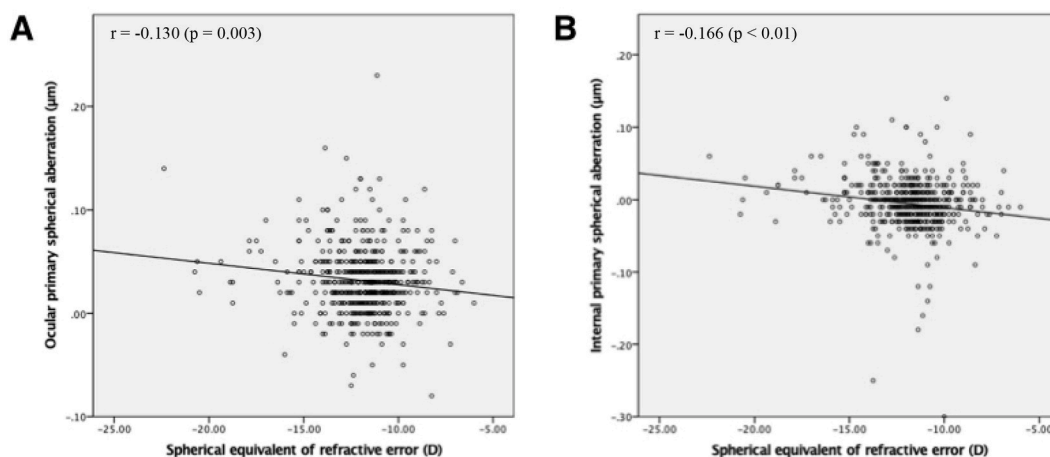 A
r = -0.130 (p = 0.003)
Ocular primary spherical aberration (μm)
.20
.10
.00
-.10
-25.00 -20.00 -15.00 -10.00 -5.00
Spherical equivalent of refractive error (D)
B
r = -0.166 (p < 0.01)
Internal primary spherical aberration (μm)
.20
.10
.00
-.10
-.20
-.30
-25.00 -20.00 -15.00 -10.00 -5.00
Spherical equivalent of refractive error (D)